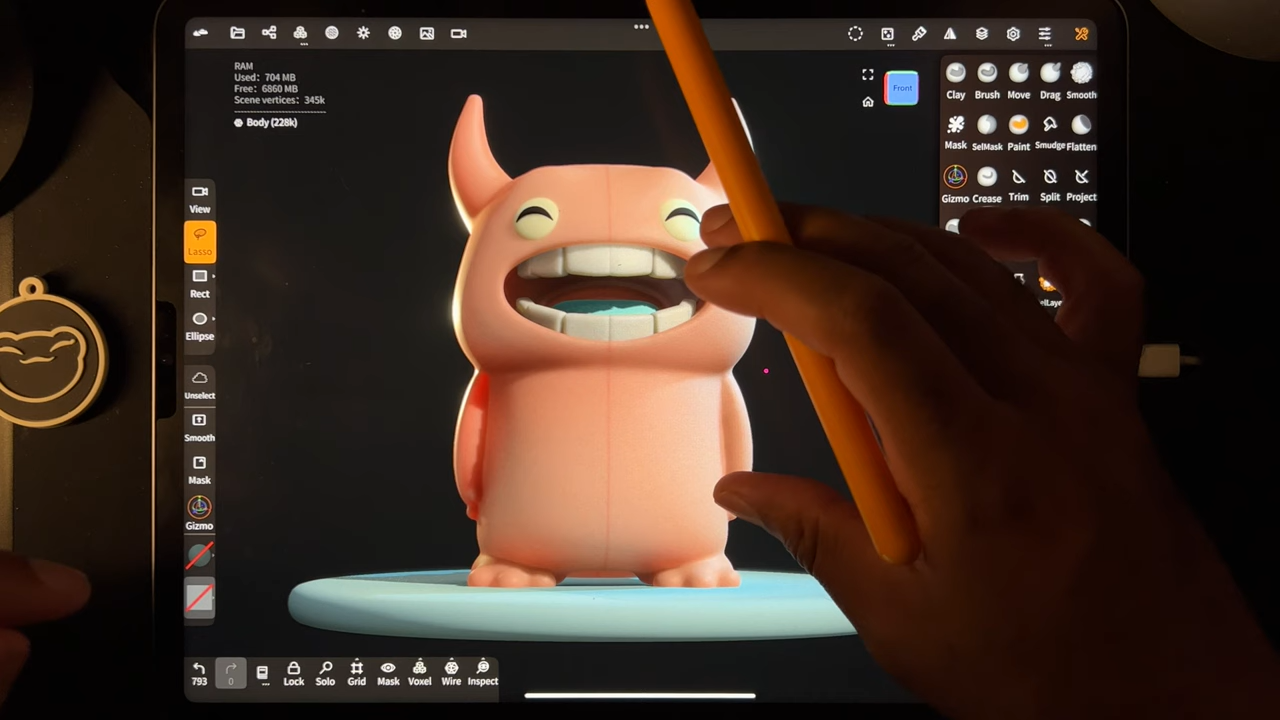 RAM
Used: 704 MB
Free: 6860 MB
Scene vertices: 345k
Body (228k)
Front
Clay Brush Move Drag Smooth
Mask SelMask Paint Smudge Flatten
Gizmo Crease Trim Split Project
View
Lasso
Rect
Ellipse
Unselect
Smooth
Mask
Gizmo
793 0 Lock Solo Grid Mask Voxel Wire Inspect